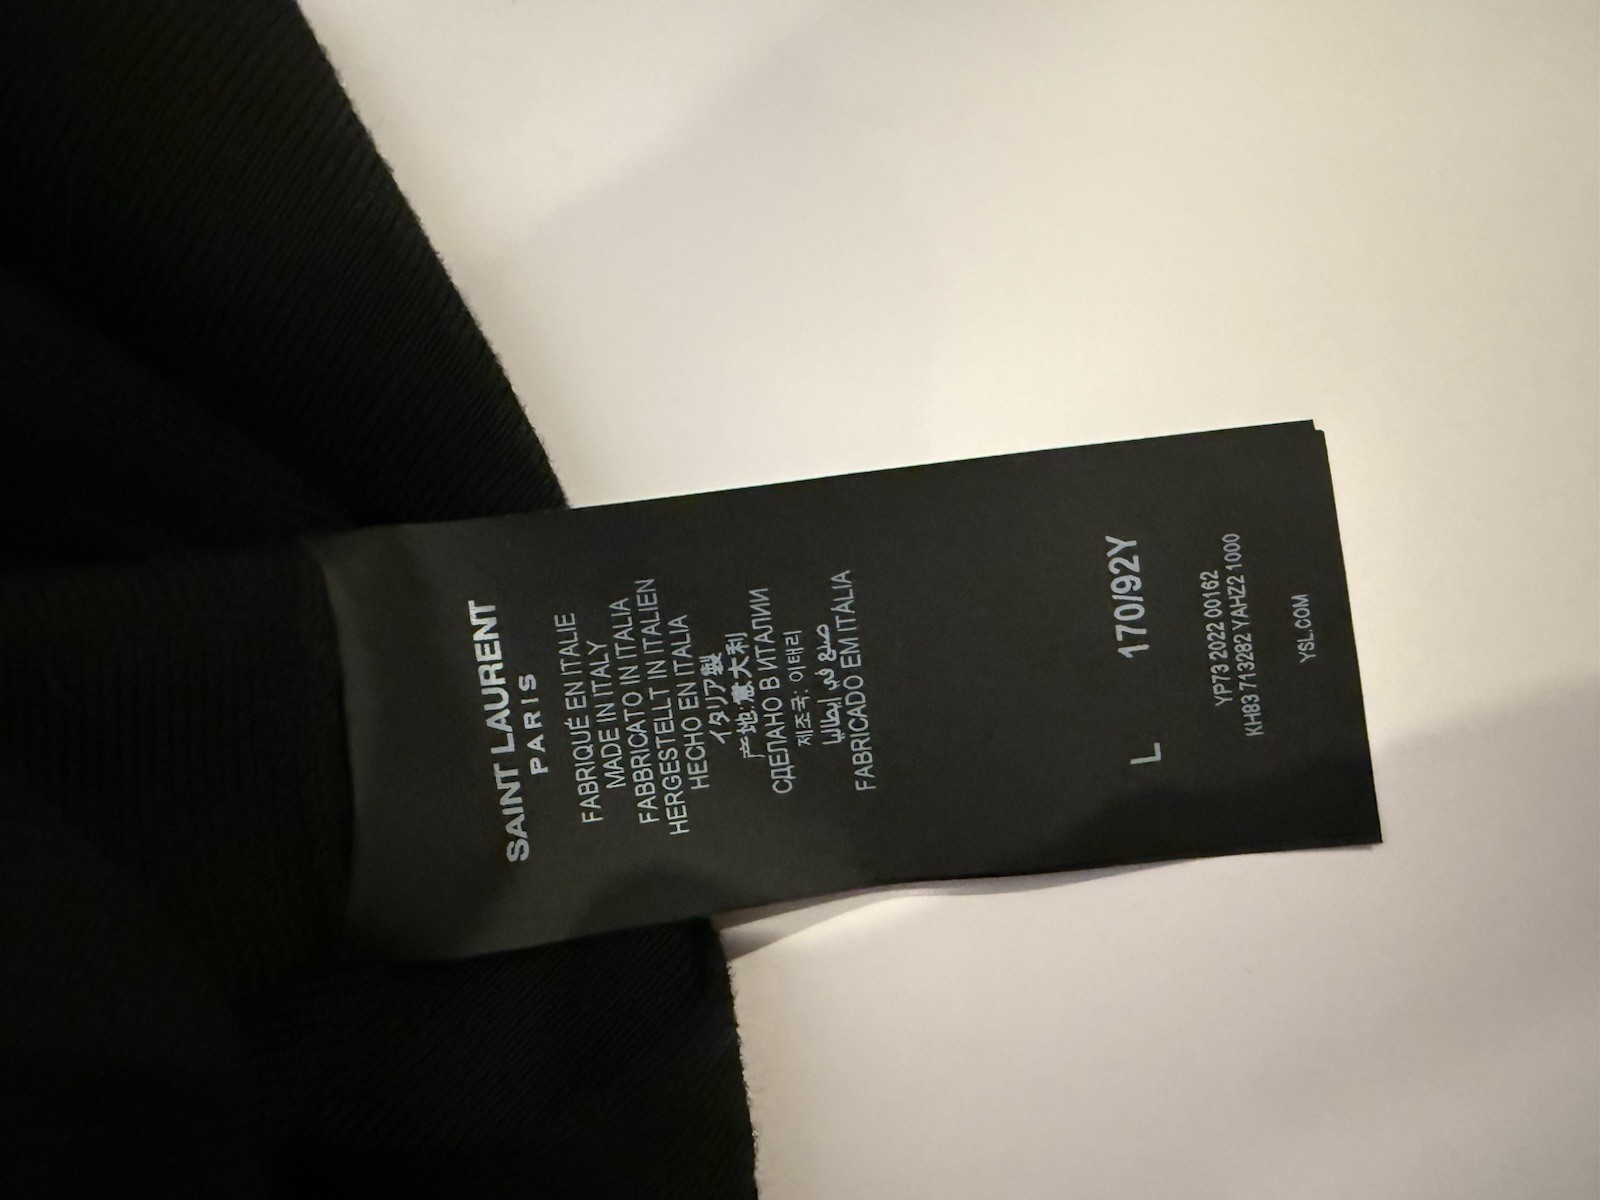 SAINT LAURENT
PARIS
FABRIQUÉ EN ITALIE
MADE IN ITALY
FABBRICATO IN ITALIA
HERGESTELLT IN ITALIEN
HECHO EN ITALIA
イタリア製
产地:意大利
СДЕЛАНО В ИТАЛИИ
제조국: 이태리
صنع في إيطاليا
FABRICADO EM ITALIA
L 170/92Y
YP73 2022 00162
KH83 713282 YAHZ2 1000
YSL.COM